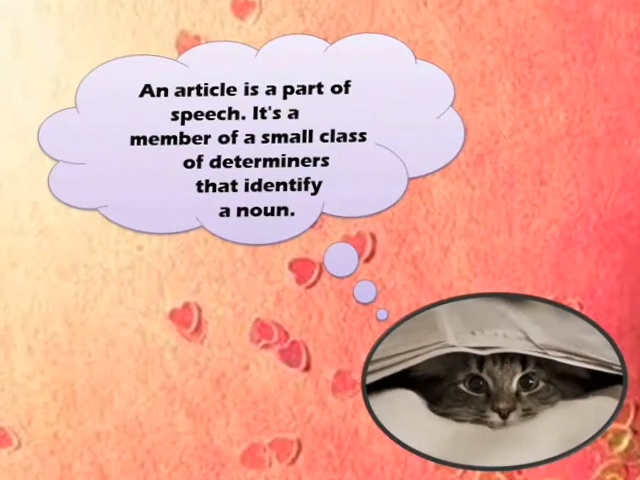 An article is a part of
speech. It's a
member of a small class
of determiners
that identify
a noun.